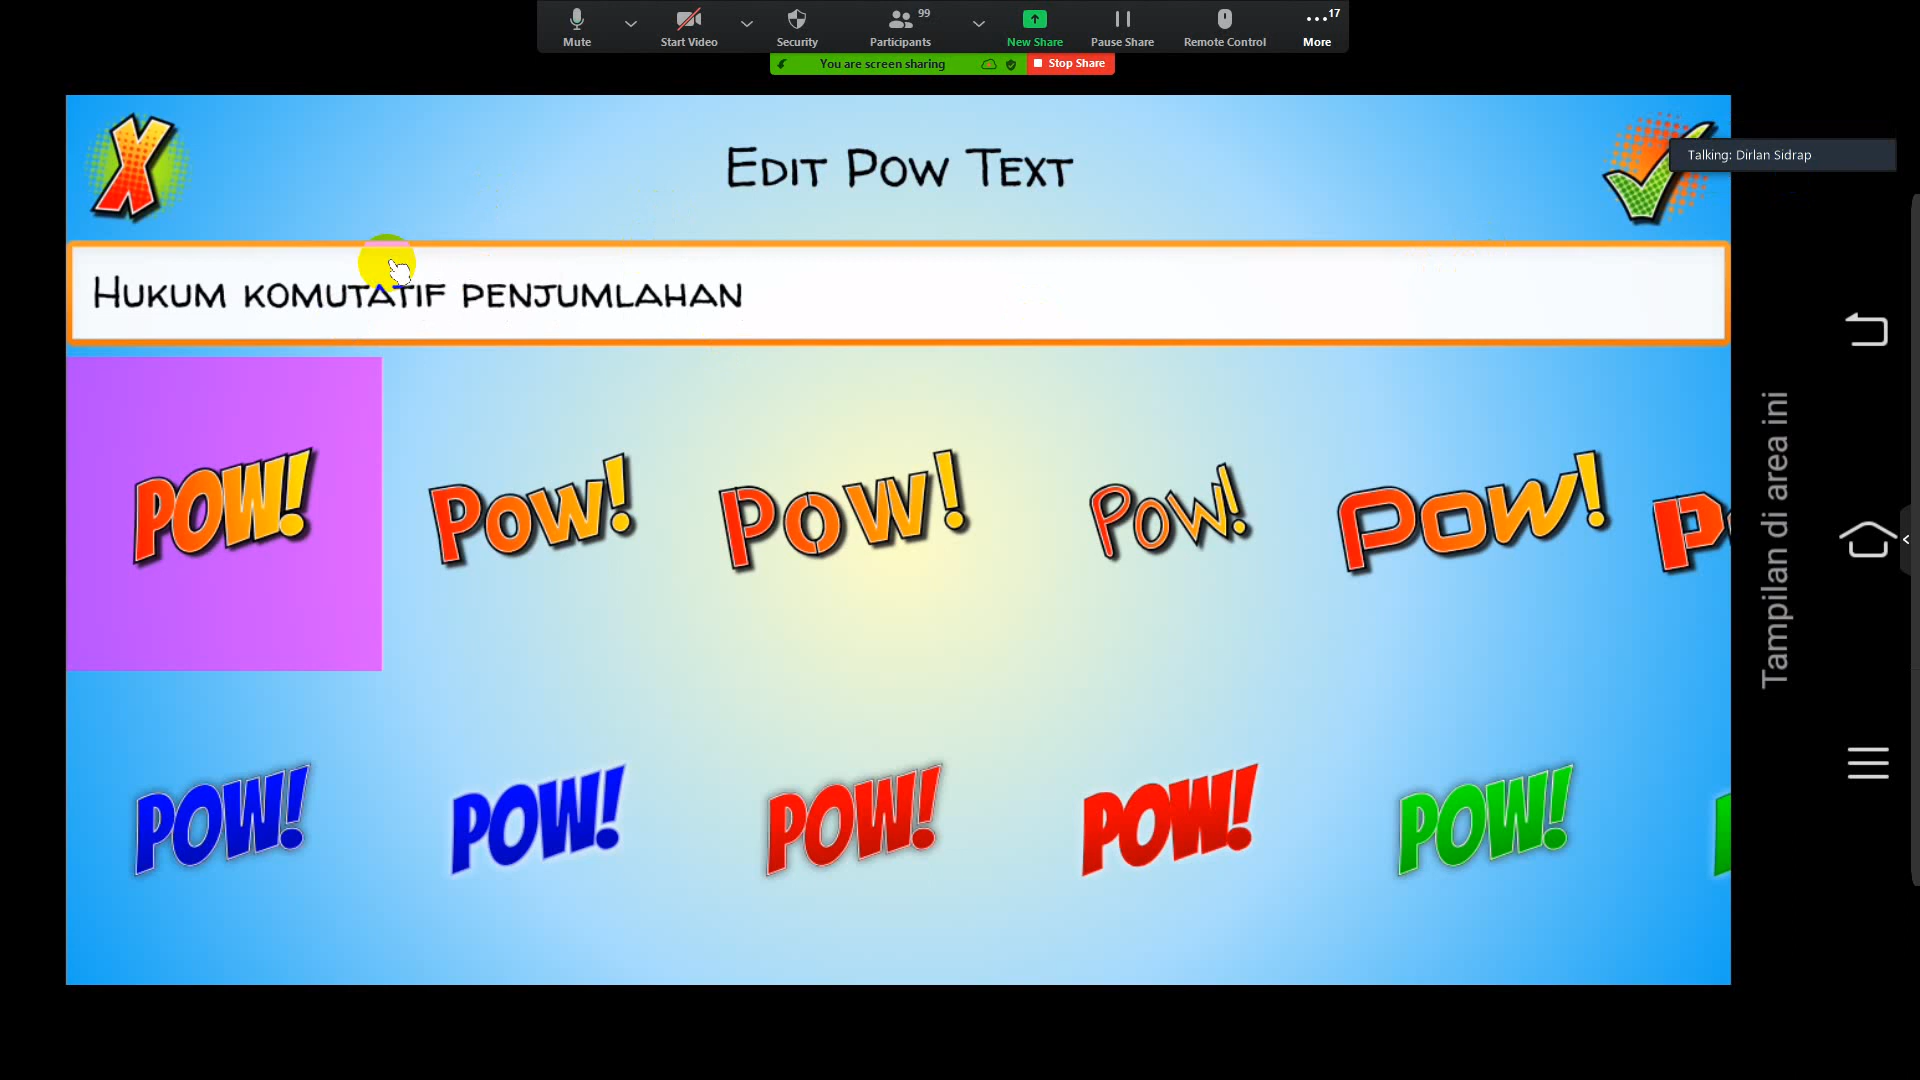 Mute
Start Video
Security
Participants
99
New Share
Pause Share
Remote Control
More
17
You are screen sharing
Stop Share
Talking: Dirlan Sidrap
EDIT POW TEXT
HUKUM KOMUTATIF PENJUMLAHAN
POW!
POW!
POW!
POW!
POW!
P
POW!
POW!
POW!
POW!
POW!
Tampilan di area ini